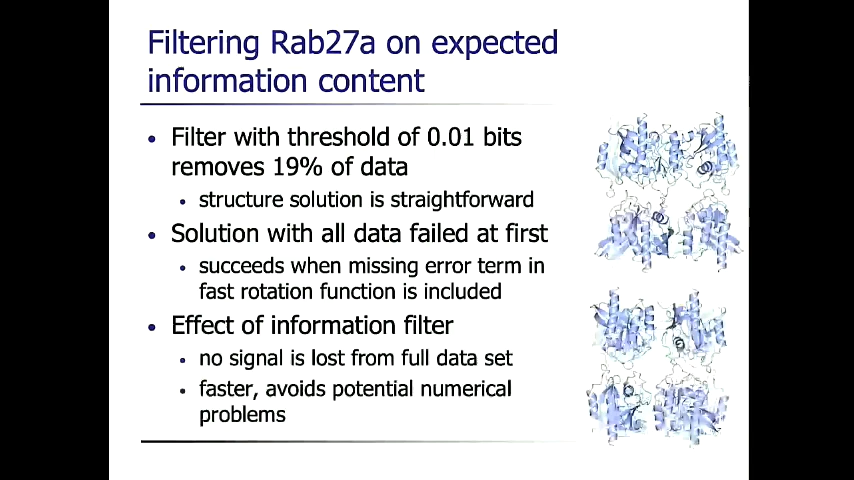 Filtering Rab27a on expected
information content
• Filter with threshold of 0.01 bits
removes 19% of data
• structure solution is straightforward
• Solution with all data failed at first
• succeeds when missing error term in
fast rotation function is included
• Effect of information filter
• no signal is lost from full data set
• faster, avoids potential numerical
problems